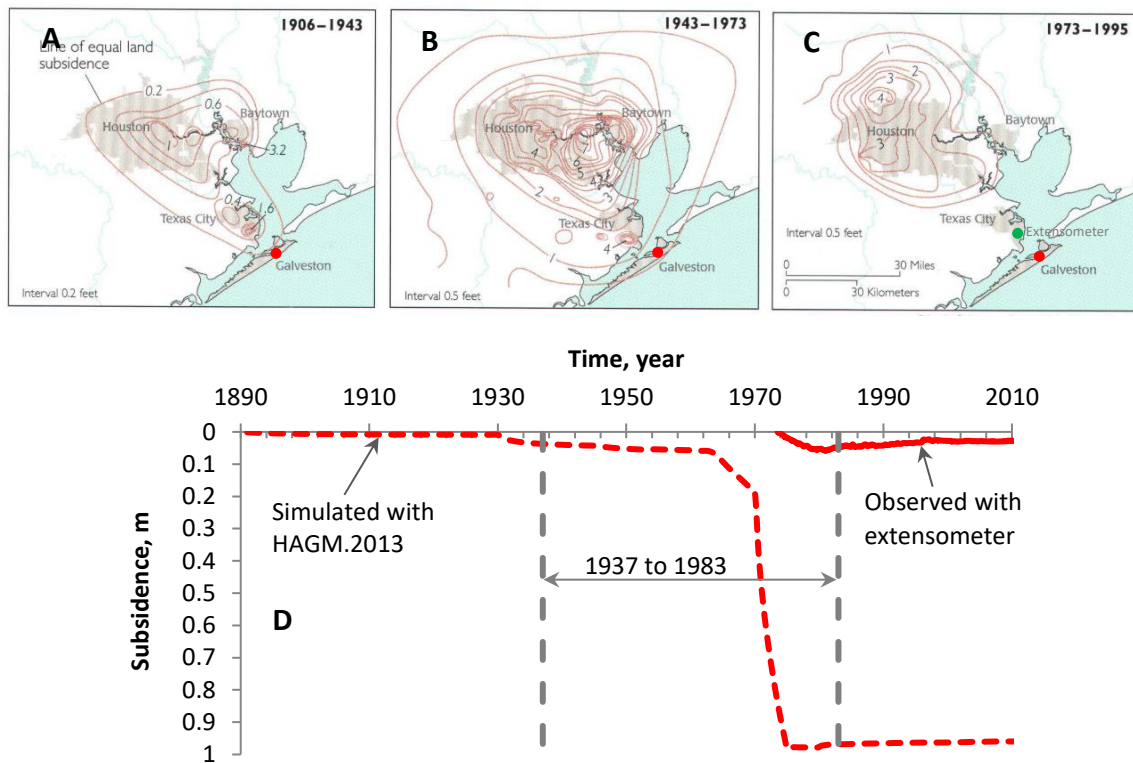 A
1906–1943
Line of equal land
subsidence
0.2
0.6
Baytown
Houston
1
3.2
0.4
1.6
Texas City
Galveston
Interval 0.2 feet
B
1943–1973
Houston
Baytown
4
7
6
5
4
3
2
Texas City
4
1
Interval 0.5 feet
Galveston
C
1973–1995
1
2
3
4
Houston
Baytown
3
Texas City
Extensometer
Interval 0.5 feet
0 30 Miles
0 30 Kilometers
Galveston
Time, year
1890 1910 1930 1950 1970 1990 2010
Subsidence, m
0
0.1
0.2
0.3
0.4
0.5
0.6
0.7
0.8
0.9
1
Simulated with
HAGM.2013
Observed with
extensometer
1937 to 1983
D